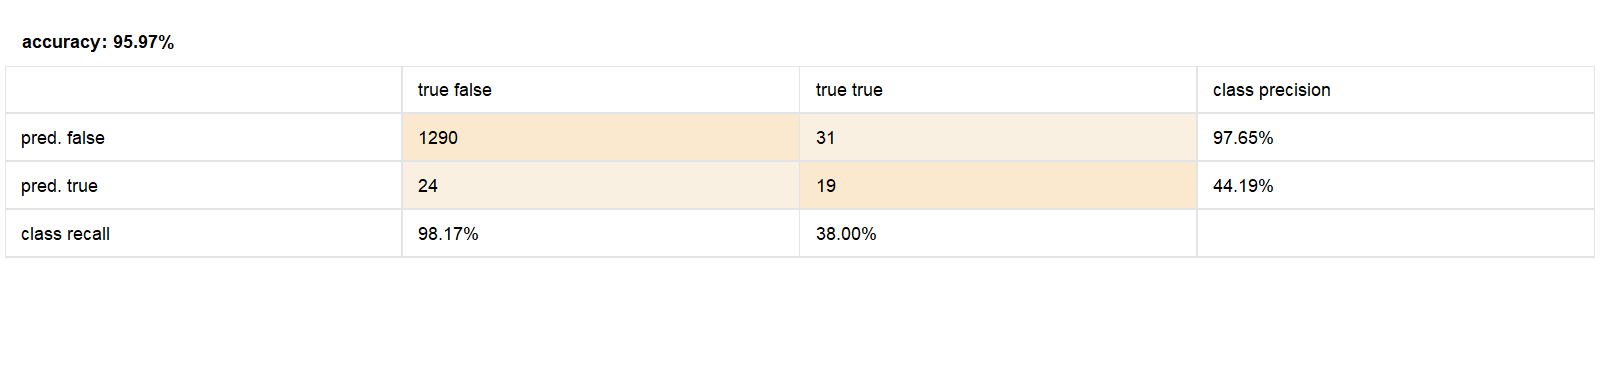 accuracy: 95.97%
true false true true class precision
pred. false 1290 31 97.65%
pred. true 24 19 44.19%
class recall 98.17% 38.00%